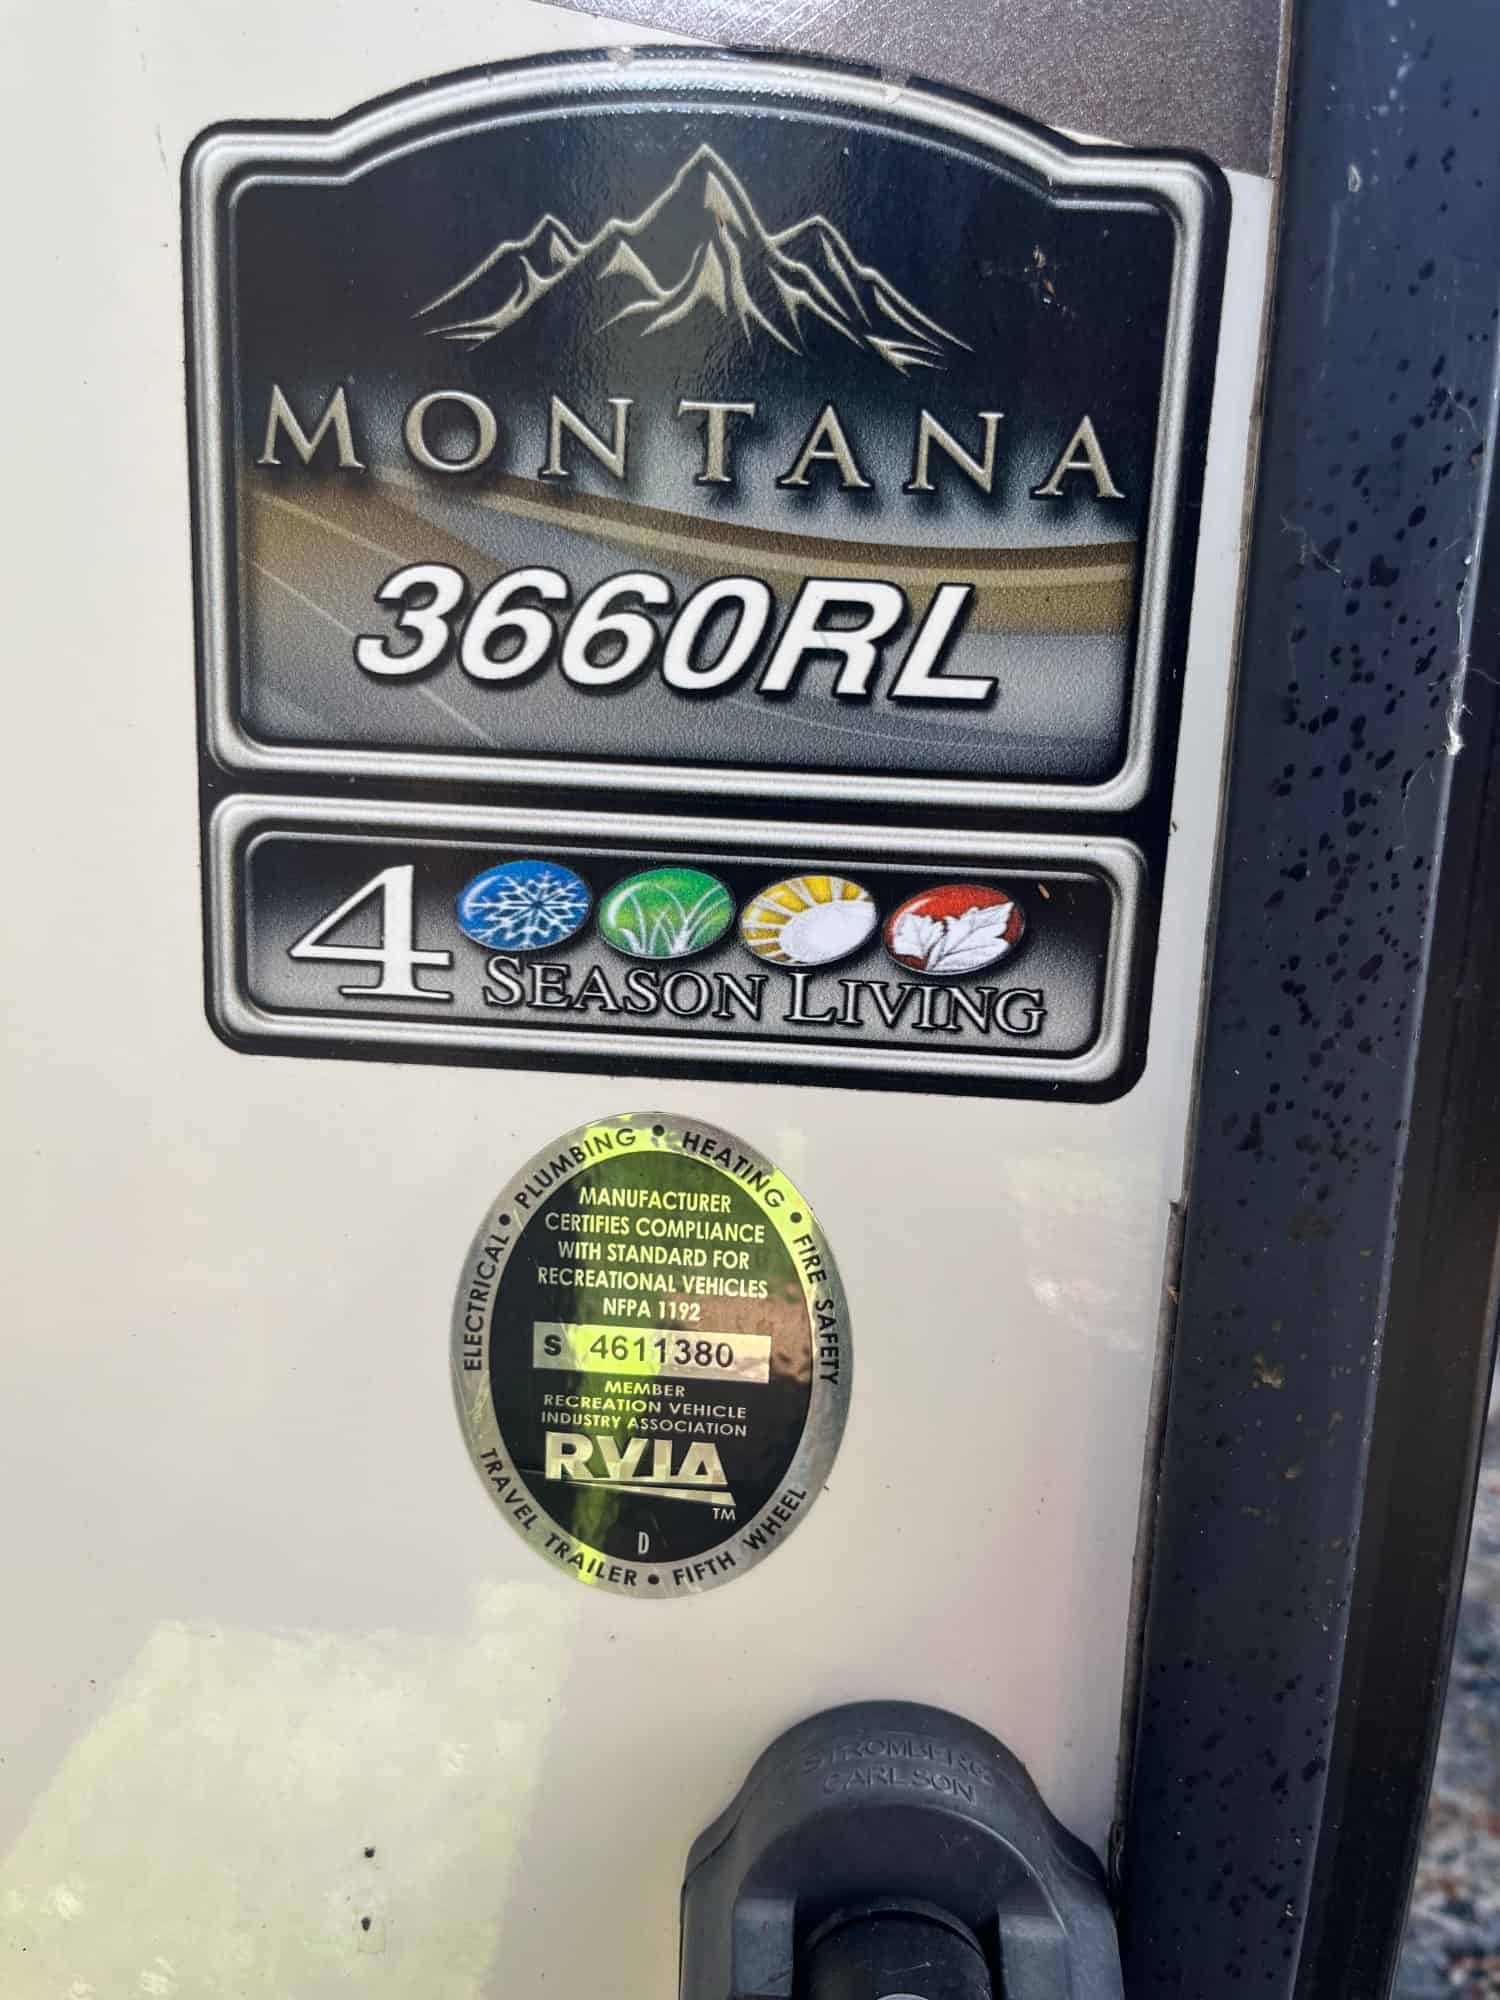 MONTANA
3660RL
4 SEASON LIVING
ELECTRICAL • PLUMBING • HEATING • FIRE SAFETY
MANUFACTURER
CERTIFIES COMPLIANCE
WITH STANDARD FOR
RECREATIONAL VEHICLES
NFPA 1192
S 4611380
MEMBER
RECREATION VEHICLE
INDUSTRY ASSOCIATION
RVIA
TM
D
TRAVEL TRAILER • FIFTH WHEEL
STROMBERG
CARLSON